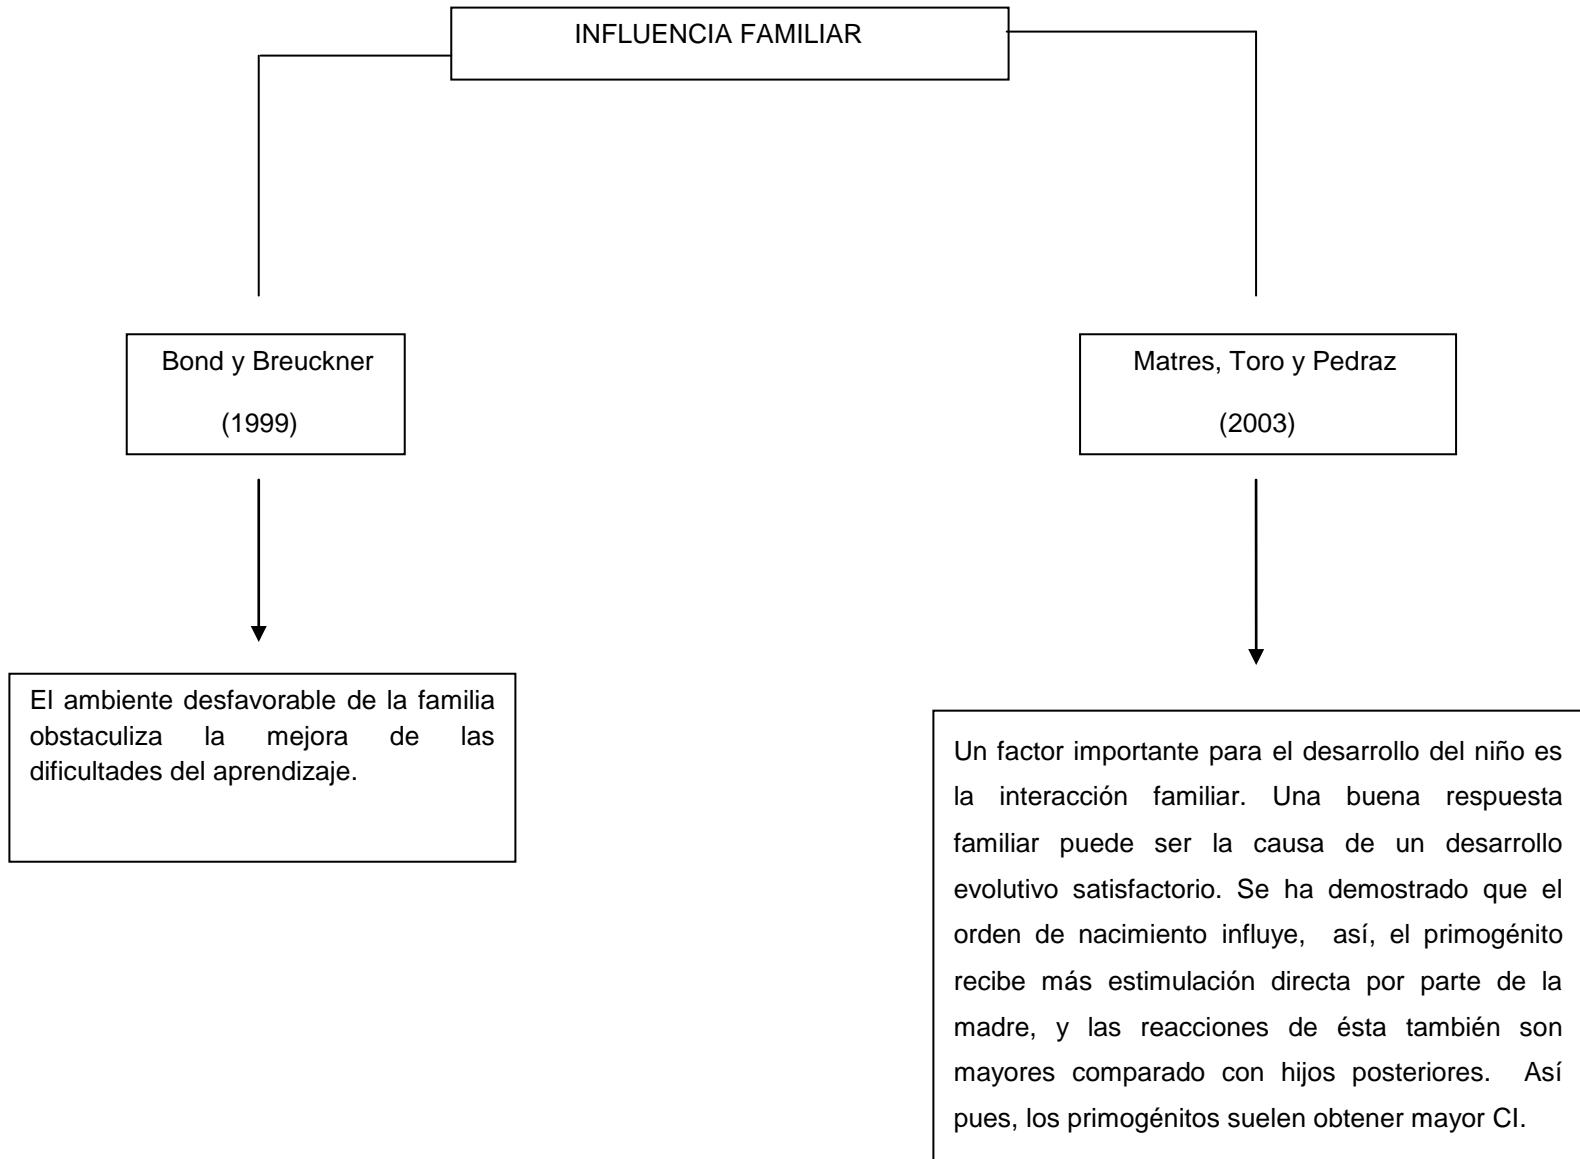 INFLUENCIA FAMILIAR
Bond y Breuckner
(1999)
Matres, Toro y Pedraz
(2003)
El ambiente desfavorable de la familia
obstaculiza la mejora de las
dificultades del aprendizaje.
Un factor importante para el desarrollo del niño es
la interacción familiar. Una buena respuesta
familiar puede ser la causa de un desarrollo
evolutivo satisfactorio. Se ha demostrado que el
orden de nacimiento influye, así, el primogénito
recibe más estimulación directa por parte de la
madre, y las reacciones de ésta también son
mayores comparado con hijos posteriores. Así
pues, los primogénitos suelen obtener mayor CI.